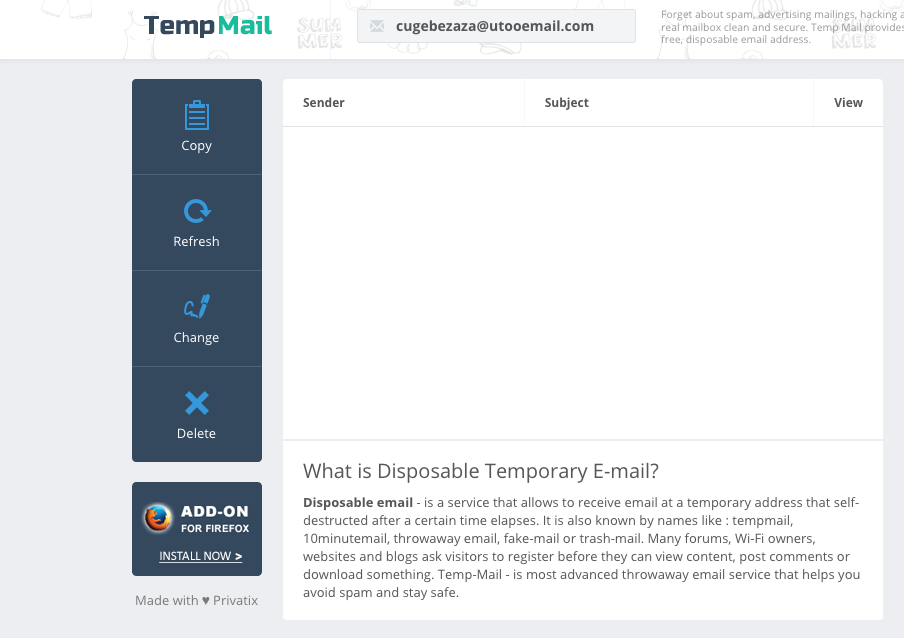 TempMail
SUM
MER
cugebezaza@utooemail.com
Forget about spam, advertising mailings, hacking a
real mailbox clean and secure. Temp Mail provides
free, disposable email address.
MER
Sender
Subject
View
Copy
Refresh
Change
Delete
ADD-ON
FOR FIREFOX
INSTALL NOW >
Made with ♥ Privatix
What is Disposable Temporary E-mail?
Disposable email - is a service that allows to receive email at a temporary address that self-
destructed after a certain time elapses. It is also known by names like : tempmail,
10minutemail, throwaway email, fake-mail or trash-mail. Many forums, Wi-Fi owners,
websites and blogs ask visitors to register before they can view content, post comments or
download something. Temp-Mail - is most advanced throwaway email service that helps you
avoid spam and stay safe.